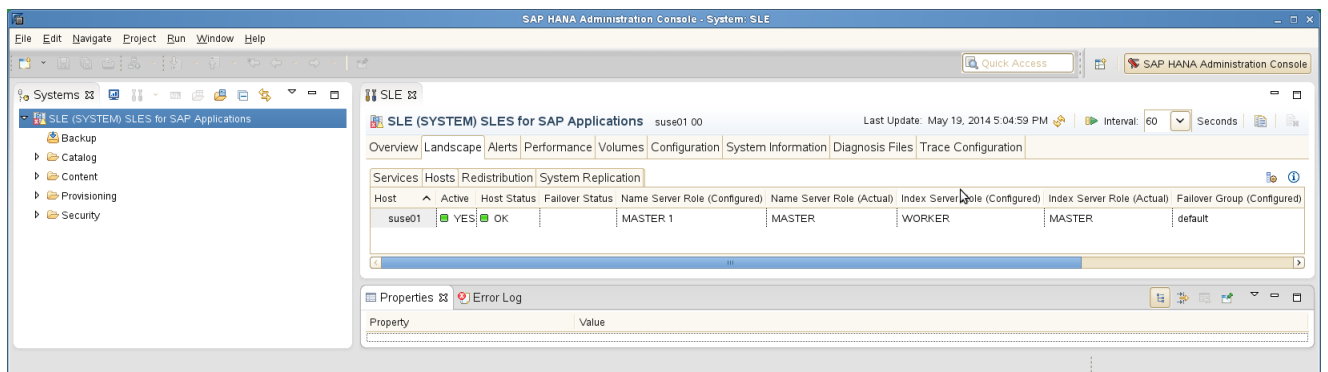 SAP HANA Administration Console - System: SLE
File Edit Navigate Project Run Window Help
Quick Access SAP HANA Administration Console
Systems
SLE (SYSTEM) SLES for SAP Applications
Backup
Catalog
Content
Provisioning
Security
SLE
SLE (SYSTEM) SLES for SAP Applications suse01 00 Last Update: May 19, 2014 5:04:59 PM Interval: 60 Seconds
Overview Landscape Alerts Performance Volumes Configuration System Information Diagnosis Files Trace Configuration
Services Hosts Redistribution System Replication
Host Active Host Status Failover Status Name Server Role (Configured) Name Server Role (Actual) Index Server Role (Configured) Index Server Role (Actual) Failover Group (Configured)
suse01 YES OK MASTER 1 MASTER WORKER MASTER default
Properties Error Log
Property Value